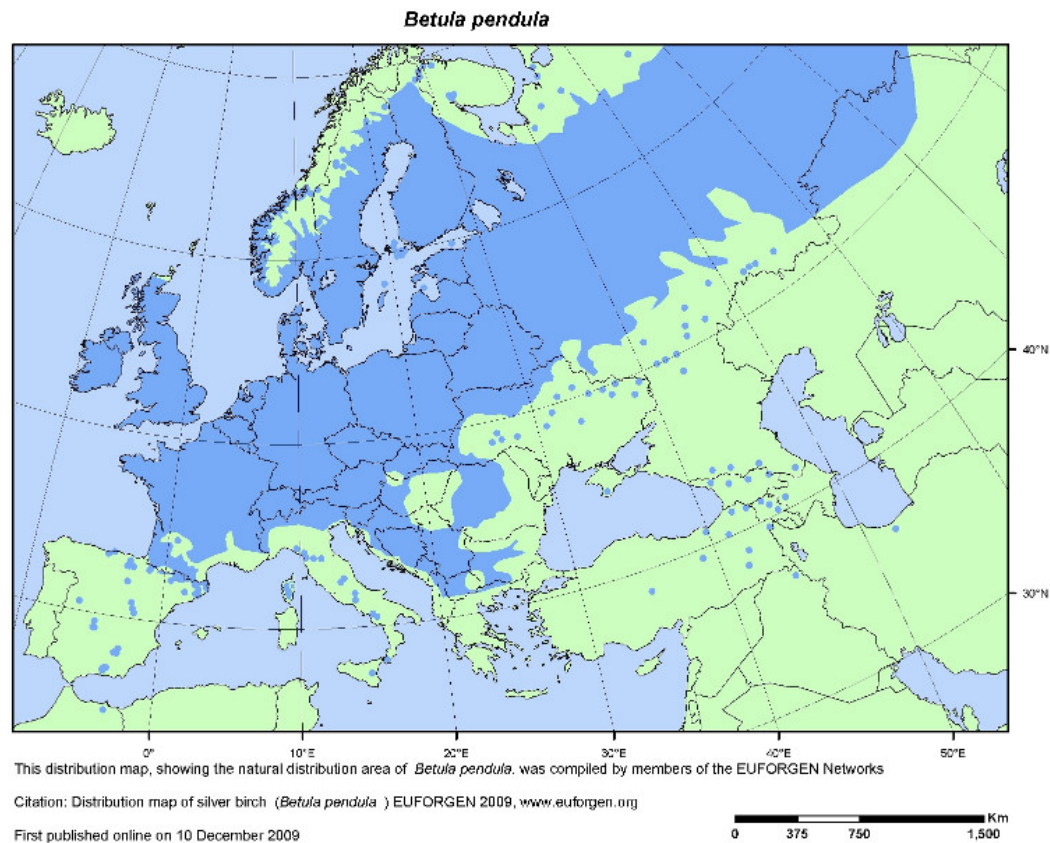 Betula pendula
40°N
30°N
0° 10°E 20°E 30°E 40°E 50°E
This distribution map, showing the natural distribution area of Betula pendula. was compiled by members of the EUFORGEN Networks
Citation: Distribution map of silver birch (Betula pendula ) EUFORGEN 2009, www.euforgen.org
Km
0 375 750 1,500
First published online on 10 December 2009